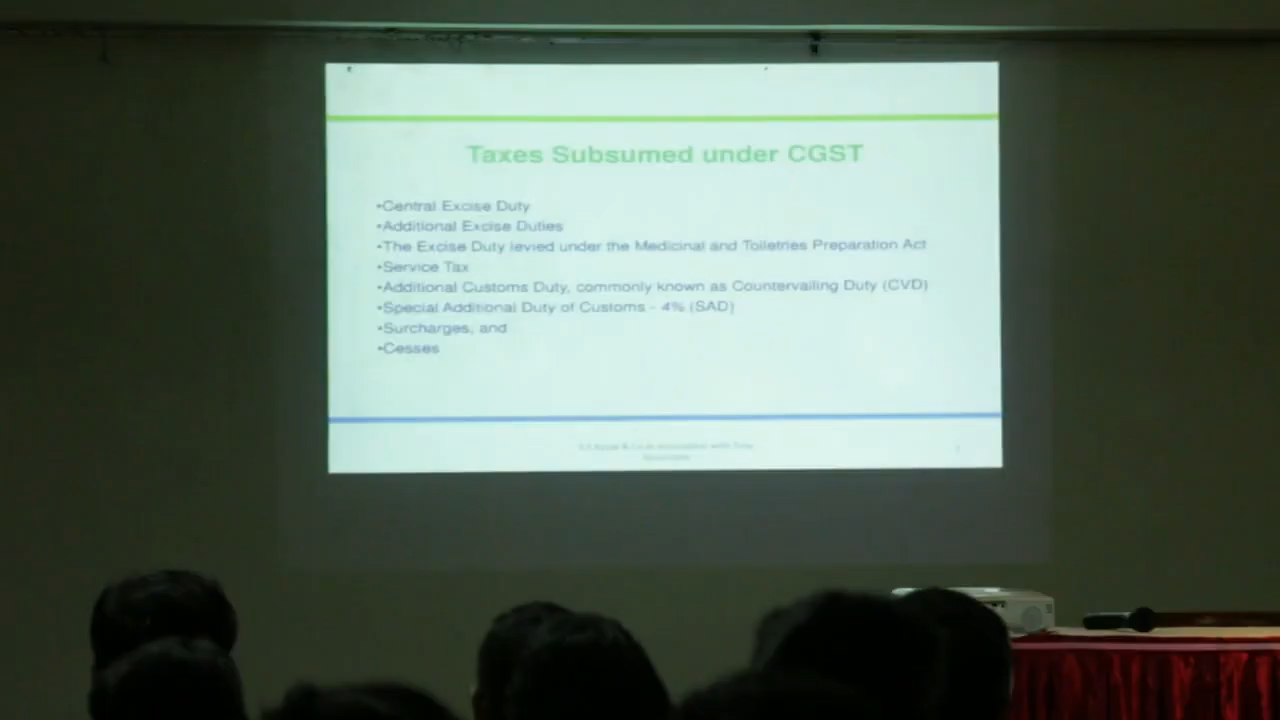 Taxes Subsumed under CGST
•Central Excise Duty
•Additional Excise Duties
•The Excise Duty levied under the Medicinal and Toiletries Preparation Act
•Service Tax
•Additional Customs Duty, commonly known as Countervailing Duty (CVD)
•Special Additional Duty of Customs - 4% (SAD)
•Surcharges, and
•Cesses